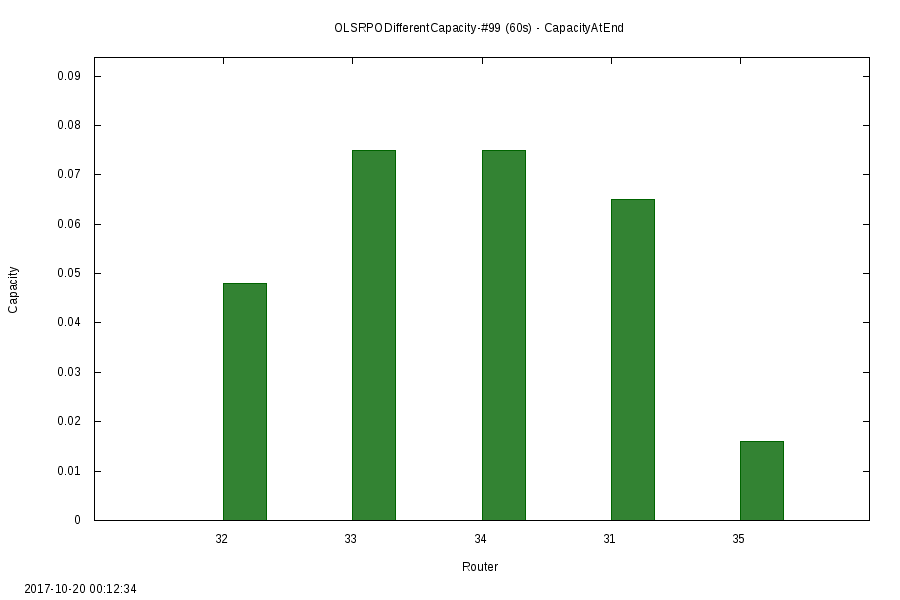 OLSRPODifferentCapacity-#99 (60s) - CapacityAtEnd
0.09
0.08
0.07
0.06
0.05
0.04
0.03
0.02
0.01
0
Capacity
32 33 34 31 35
Router
2017-10-20 00:12:34